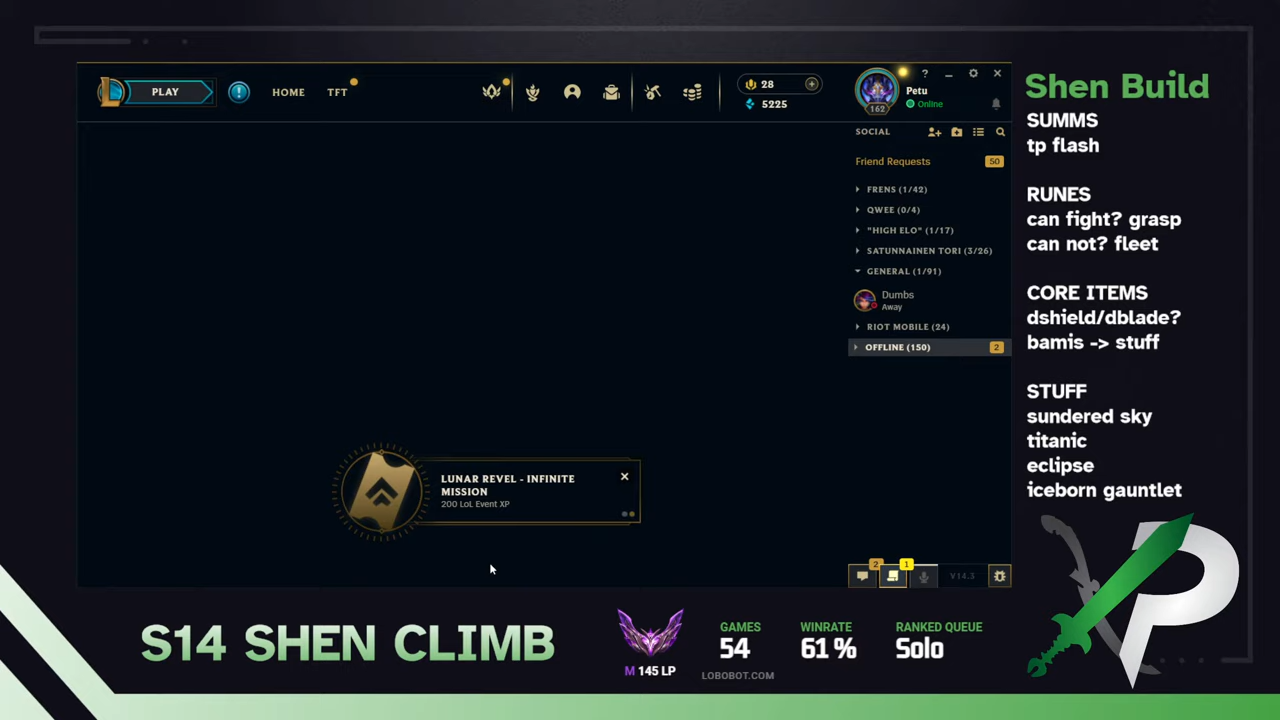 PLAY
HOME
TFT
28
5225
162
Petu
Online
?
SOCIAL
Friend Requests
50
FRENS (1/42)
QWEE (0/4)
"HIGH ELO" (1/17)
SATUNNAINEN TORI (3/26)
GENERAL (1/91)
Dumbs
Away
RIOT MOBILE (24)
OFFLINE (150)
2
LUNAR REVEL - INFINITE
MISSION
200 LoL Event XP
2
1
V14.3
Shen Build
SUMMS
tp flash
RUNES
can fight? grasp
can not? fleet
CORE ITEMS
dshield/dblade?
bamis -> stuff
STUFF
sundered sky
titanic
eclipse
iceborn gauntlet
P
S14 SHEN CLIMB
M 145 LP
GAMES
54
WINRATE
61 %
RANKED QUEUE
Solo
LOBOBOT.COM